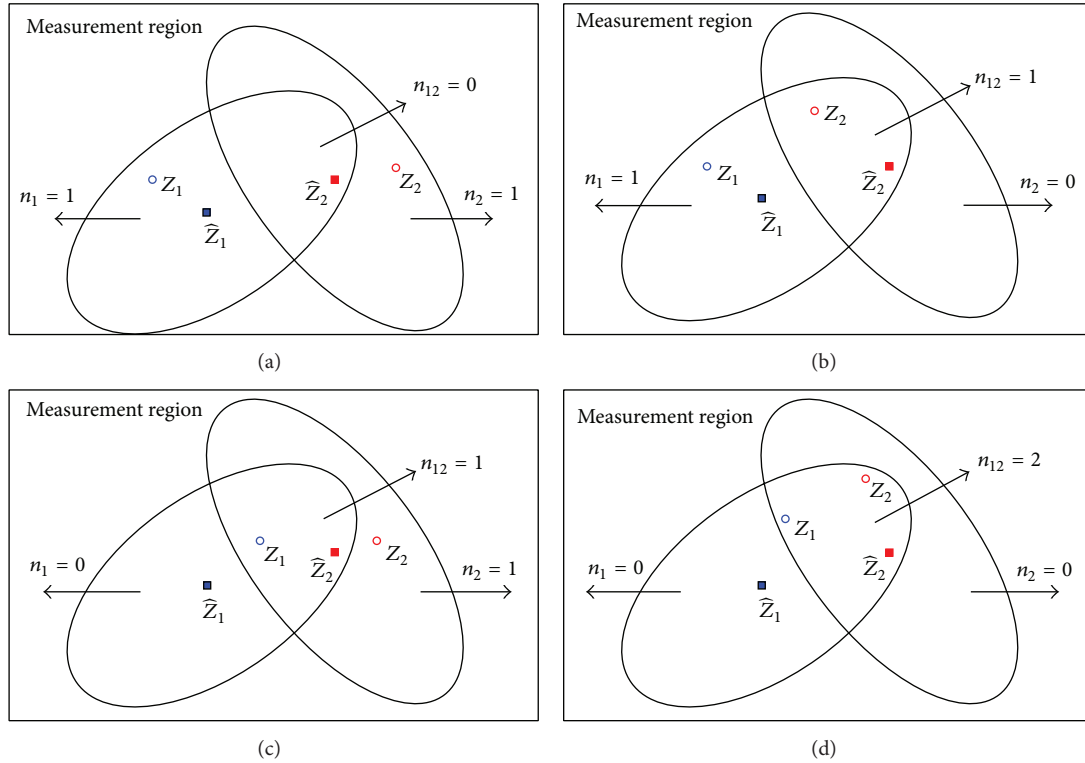 Measurement region
n₁₂ = 0
Z₁
Ẑ₂
Z₂
n₁ = 1
n₂ = 1
Ẑ₁
(a)
Measurement region
n₁₂ = 1
Z₂
Z₁
Ẑ₂
n₁ = 1
n₂ = 0
Ẑ₁
(b)
Measurement region
n₁₂ = 1
Z₁
Ẑ₂
Z₂
n₁ = 0
n₂ = 1
Ẑ₁
(c)
Measurement region
n₁₂ = 2
Z₂
Z₁
Ẑ₂
n₁ = 0
n₂ = 0
Ẑ₁
(d)